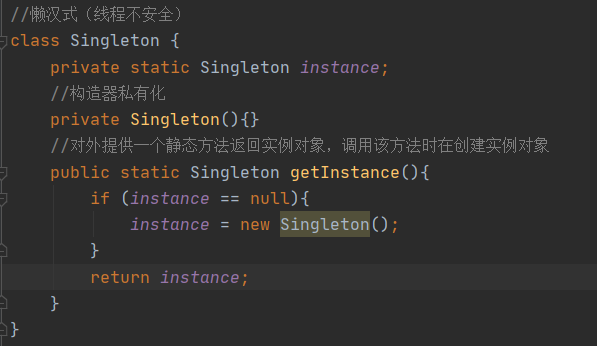 //懒汉式（线程不安全）
class Singleton {
    private static Singleton instance;
    //构造器私有化
    private Singleton(){}
    //对外提供一个静态方法返回实例对象，调用该方法时在创建实例对象
    public static Singleton getInstance(){
        if (instance == null){
            instance = new Singleton();
        }
        return instance;
    }
}